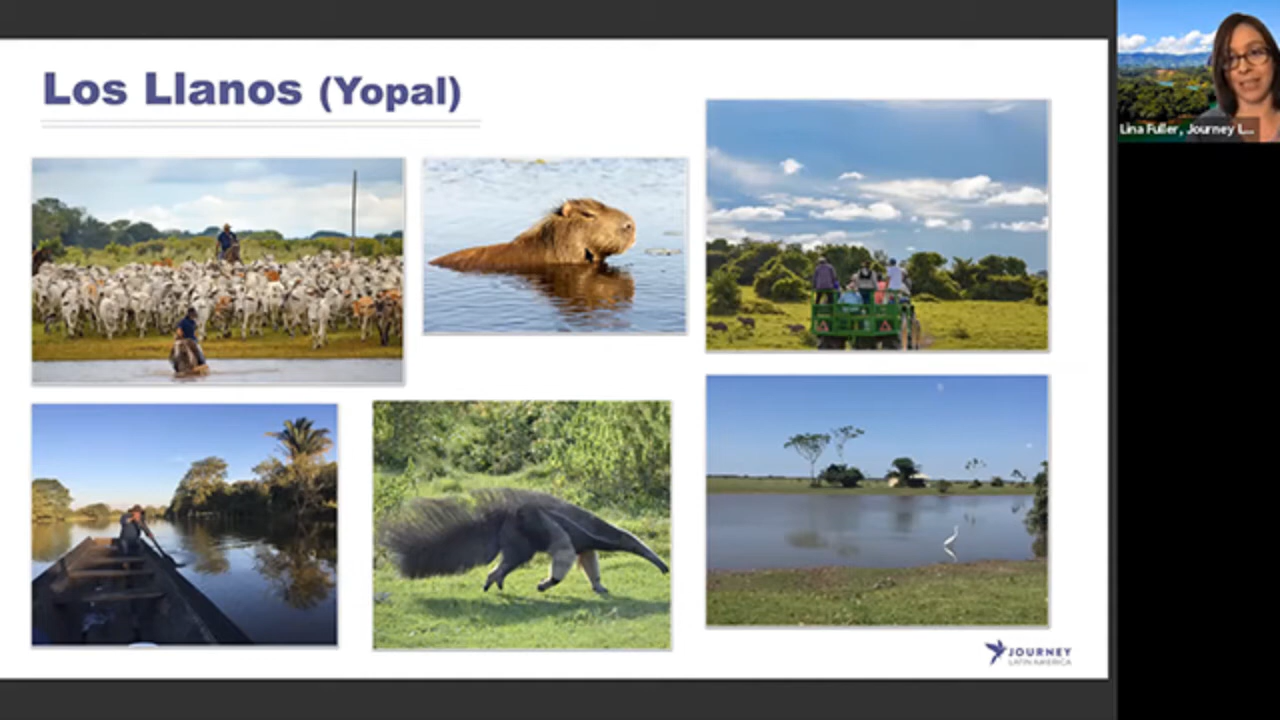 Los Llanos (Yopal)
Lina Fuller, Journey L...
JOURNEY
LATIN AMERICA